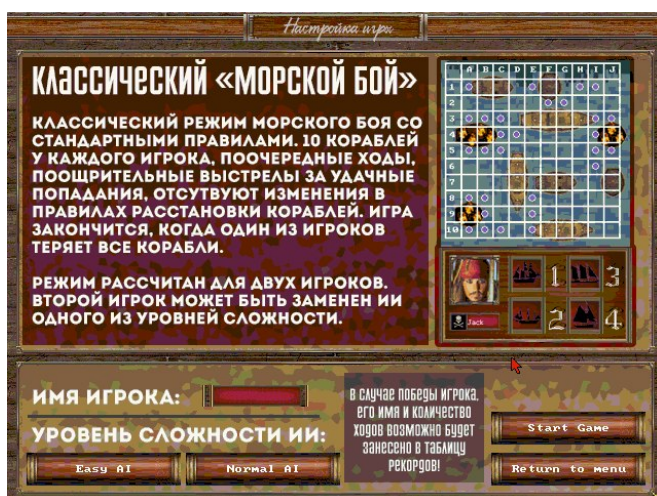 Настройка игры
Классический «Морской бой»
Классический режим морского боя со
стандартными правилами. 10 кораблей
у каждого игрока, поочередные ходы,
поощрительные выстрелы за удачные
попадания, отсутвуют изменения в
правилах расстановки кораблей. Игра
закончится, когда один из игроков
теряет все корабли.
Режим рассчитан для двух игроков.
Второй игрок может быть заменен ИИ
одного из уровней сложности.
A B C D E F G H I J
1
2
3
4
5
6
7
8
9
10
1 3
Jack
2 4
Имя игрока:
Уровень сложности ИИ:
Easy AI Normal AI
В случае победы игрока,
его имя и количество
ходов возможно будет
занесено в таблицу
рекордов!
Start Game
Return to menu